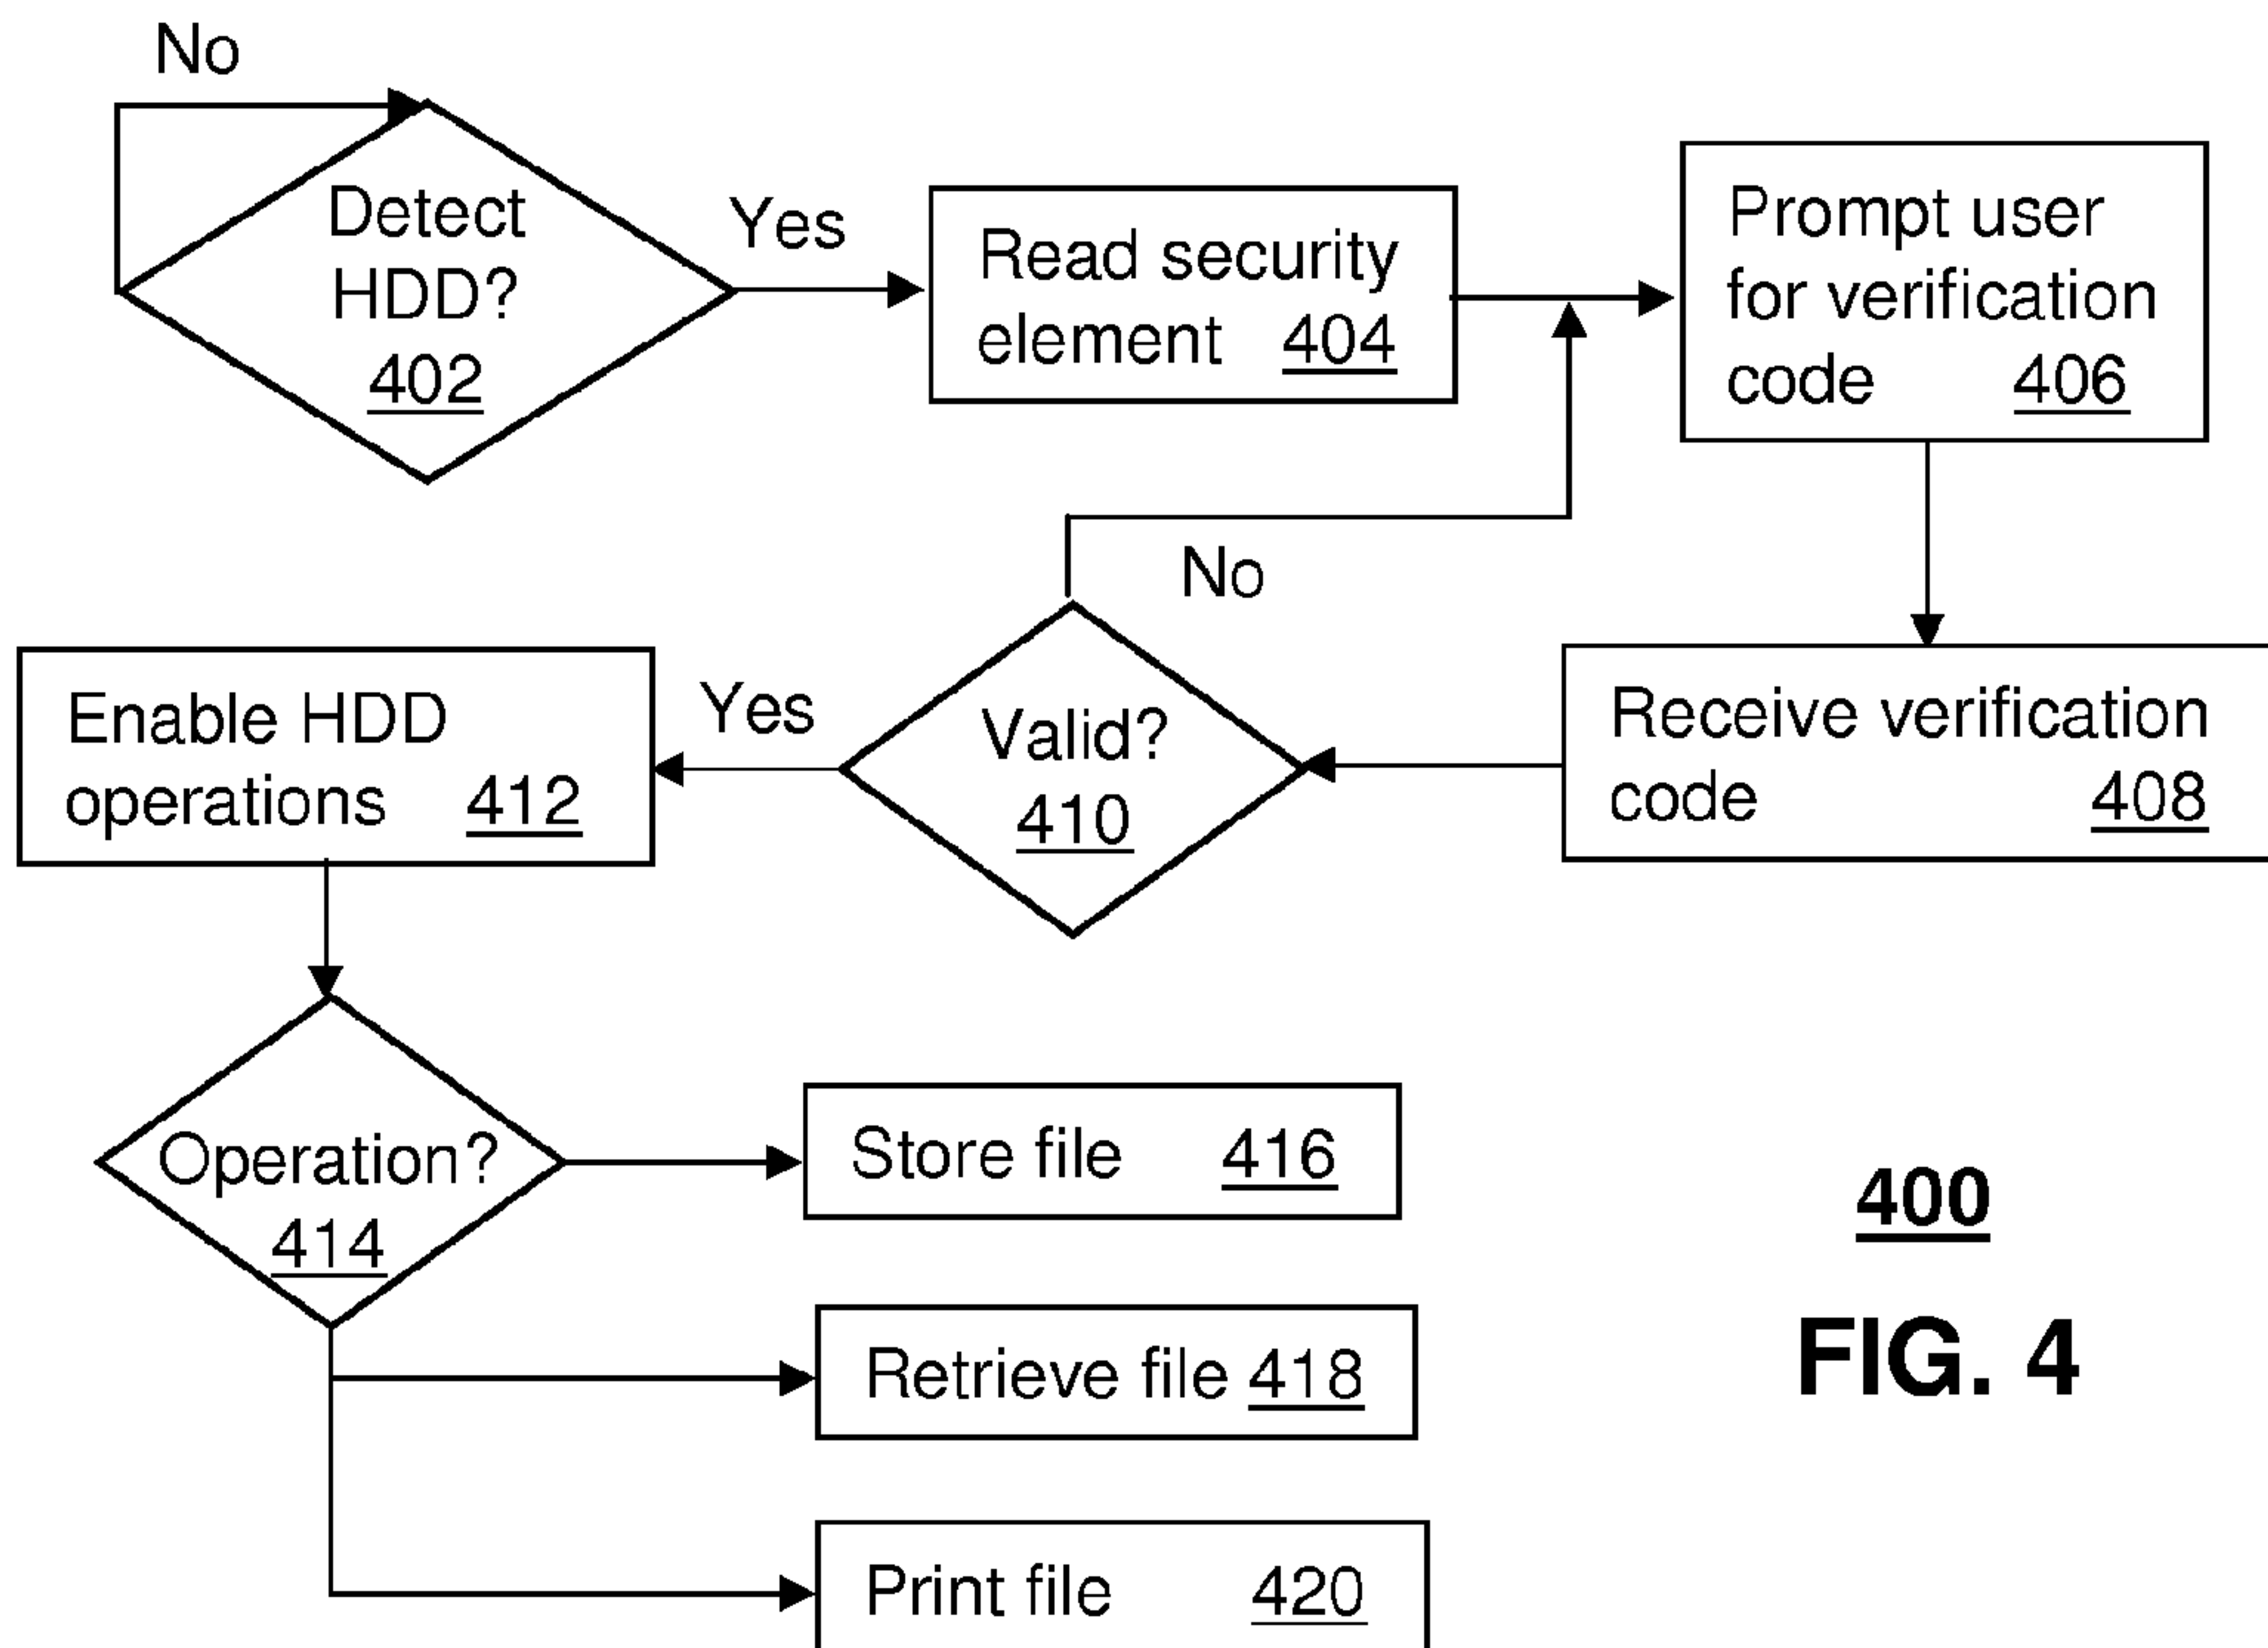 No
Detect
HDD?
402
Yes
Read security
element 404
Prompt user
for verification
code 406
No
Enable HDD
operations 412
Yes
Valid?
410
Receive verification
code 408
Operation?
414
Store file 416
Retrieve file 418
Print file 420
400
FIG. 4